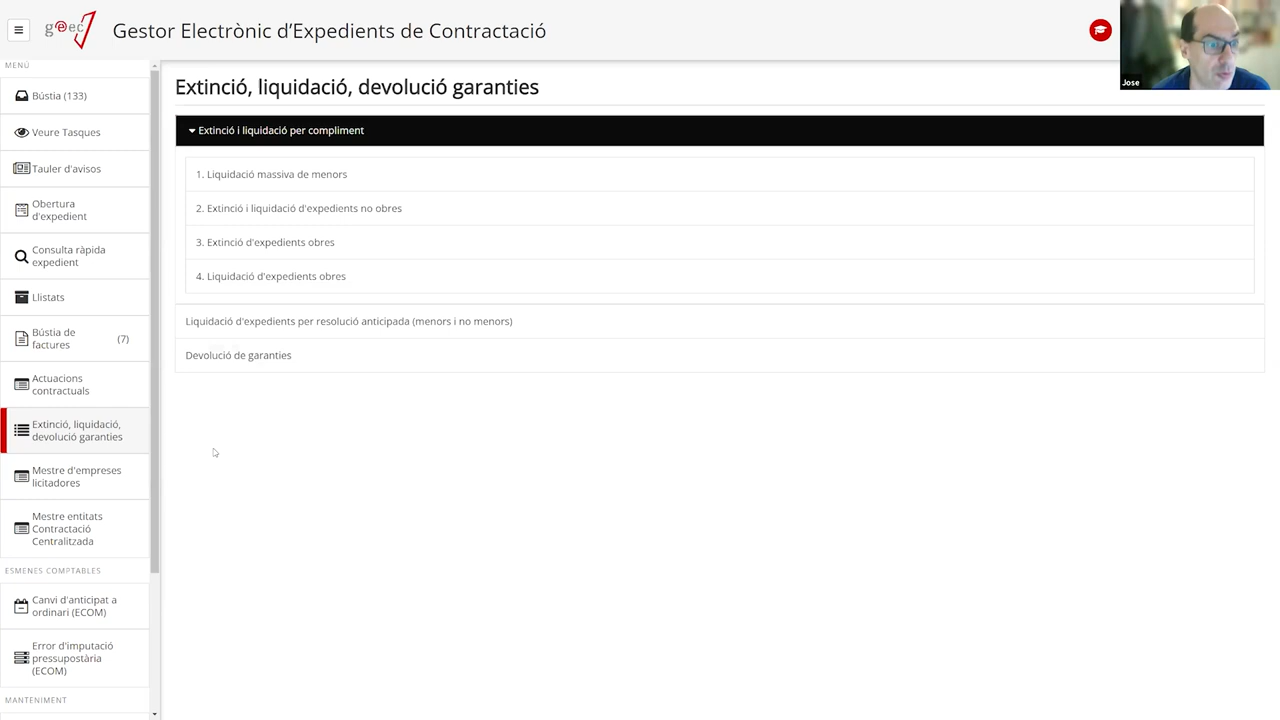 geec
Gestor Electrònic d'Expedients de Contractació
Jose
MENÚ
Bústia (133)
Veure Tasques
Tauler d'avisos
Obertura
d'expedient
Consulta ràpida
expedient
Llistats
Bústia de
factures
(7)
Actuacions
contractuals
Extinció, liquidació,
devolució garanties
Mestre d'empreses
licitadores
Mestre entitats
Contractació
Centralitzada
ESMENES COMPTABLES
Canvi d'anticipat a
ordinari (ECOM)
Error d'imputació
pressupostària
(ECOM)
MANTENIMENT
Extinció, liquidació, devolució garanties
Extinció i liquidació per compliment
1. Liquidació massiva de menors
2. Extinció i liquidació d'expedients no obres
3. Extinció d'expedients obres
4. Liquidació d'expedients obres
Liquidació d'expedients per resolució anticipada (menors i no menors)
Devolució de garanties